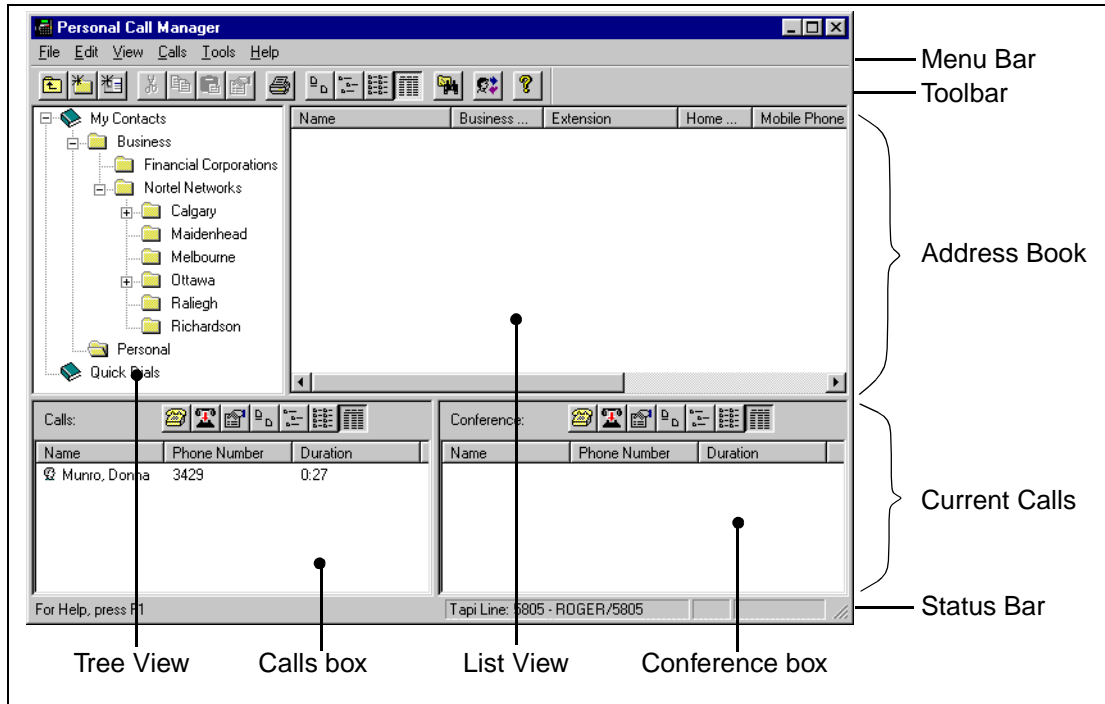 Personal Call Manager
File Edit View Calls Tools Help
Menu Bar
Toolbar
My Contacts
Business
Financial Corporations
Nortel Networks
Calgary
Maidenhead
Melbourne
Ottawa
Raliegh
Richardson
Personal
Quick Dials
Name Business ... Extension Home ... Mobile Phone
Address Book
Calls:
Name Phone Number Duration
Munro, Donna 3429 0:27
Conference:
Name Phone Number Duration
Current Calls
For Help, press F1
Tapi Line: 5805 - ROGER/5805
Status Bar
Tree View Calls box List View Conference box